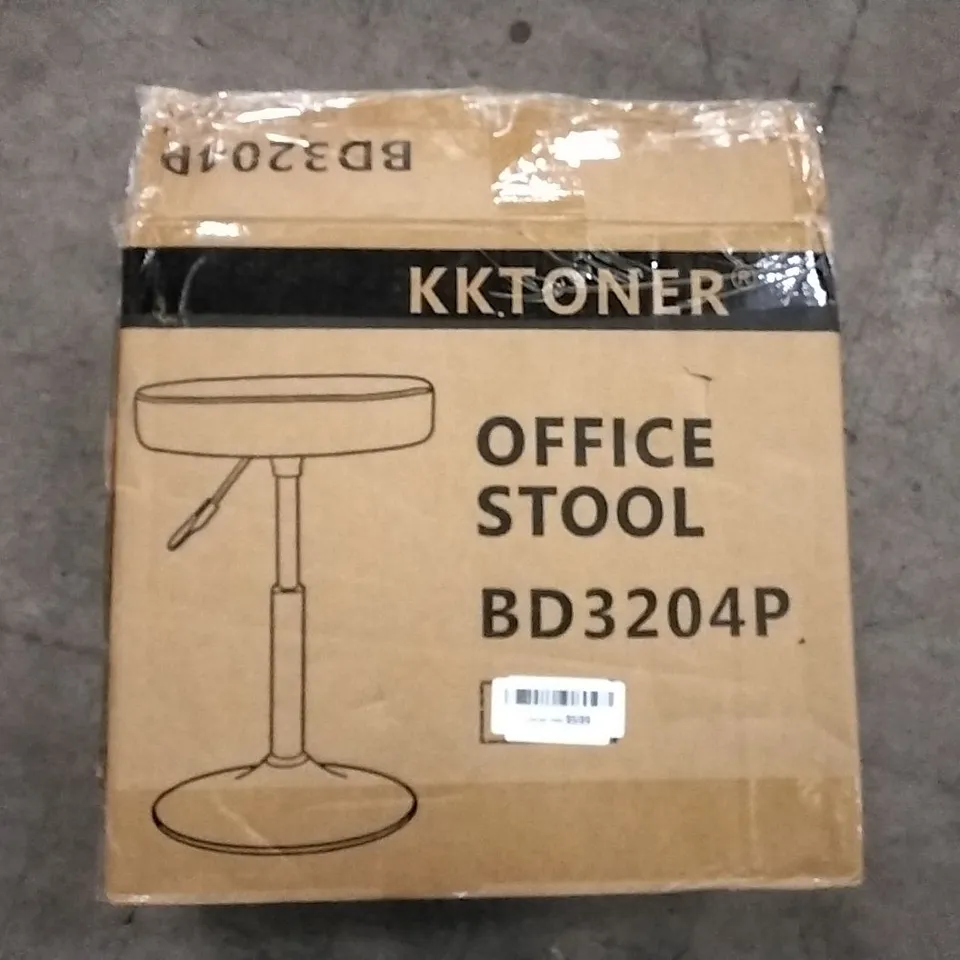 BD3204P
KKTONER®
OFFICE
STOOL
BD3204P